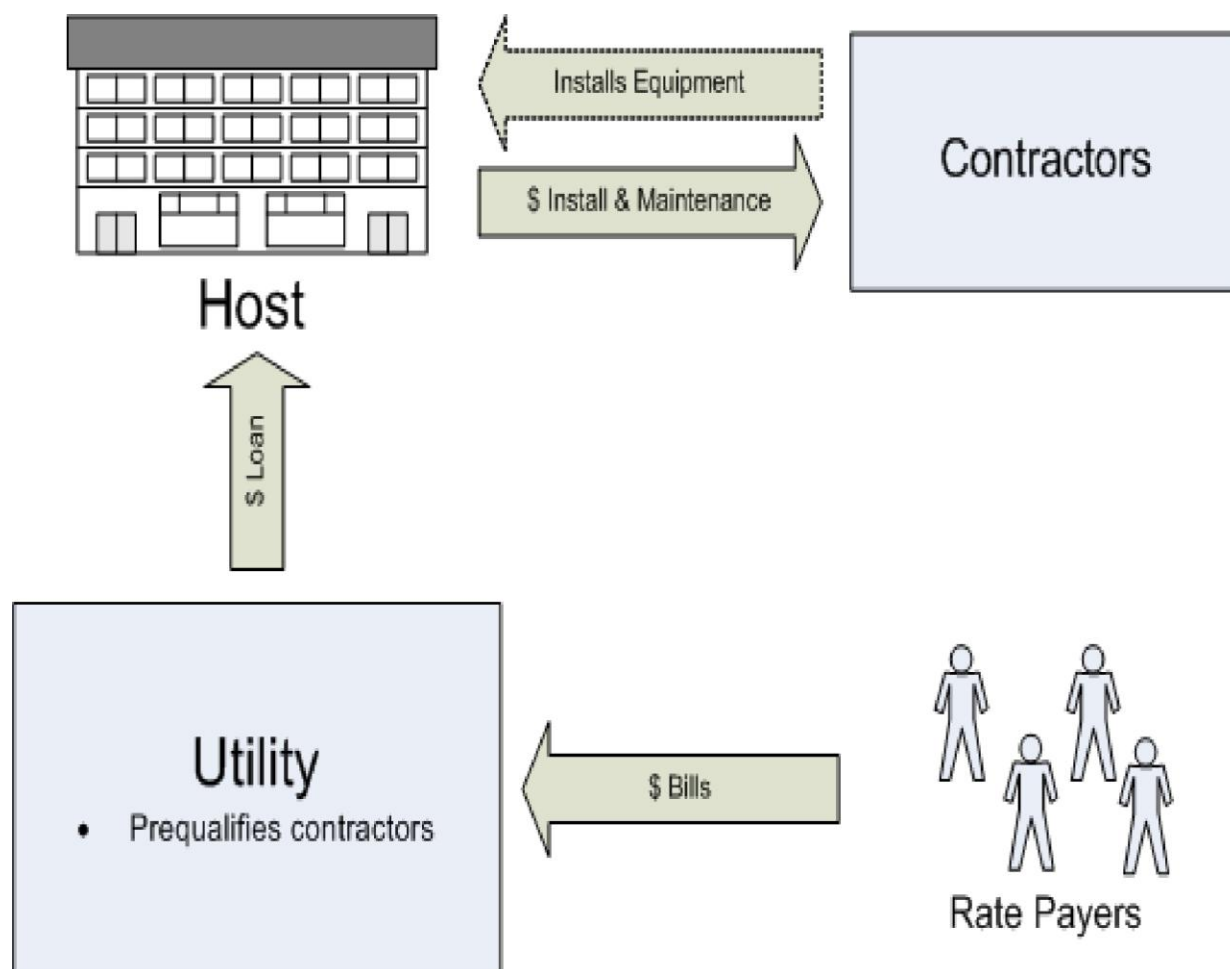 Installs Equipment
Contractors
$ Install & Maintenance
Host
$ Loan
Utility
• Prequalifies contractors
$ Bills
Rate Payers